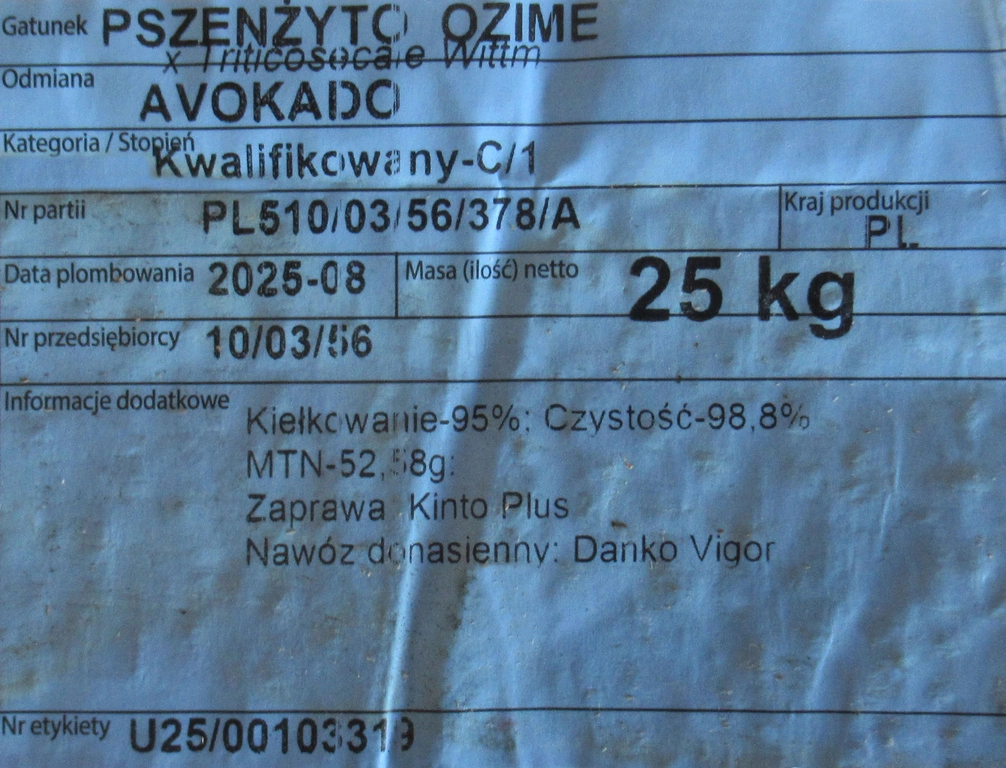 Gatunek PSZENŻYTO OZIME
x Triticosecale Wittm
Odmiana
AVOKADO
Kategoria / Stopień
Kwalifikowany-C/1
Nr partii PL510/03/56/378/A Kraj produkcji
PL
Data plombowania 2025-08 Masa (ilość) netto 25 kg
Nr przedsiębiorcy 10/03/56
Informacje dodatkowe
Kiełkowanie-95%; Czystość-98,8%
MTN-52,58g;
Zaprawa Kinto Plus
Nawóz donasienny: Danko Vigor
Nr etykiety U25/00103319